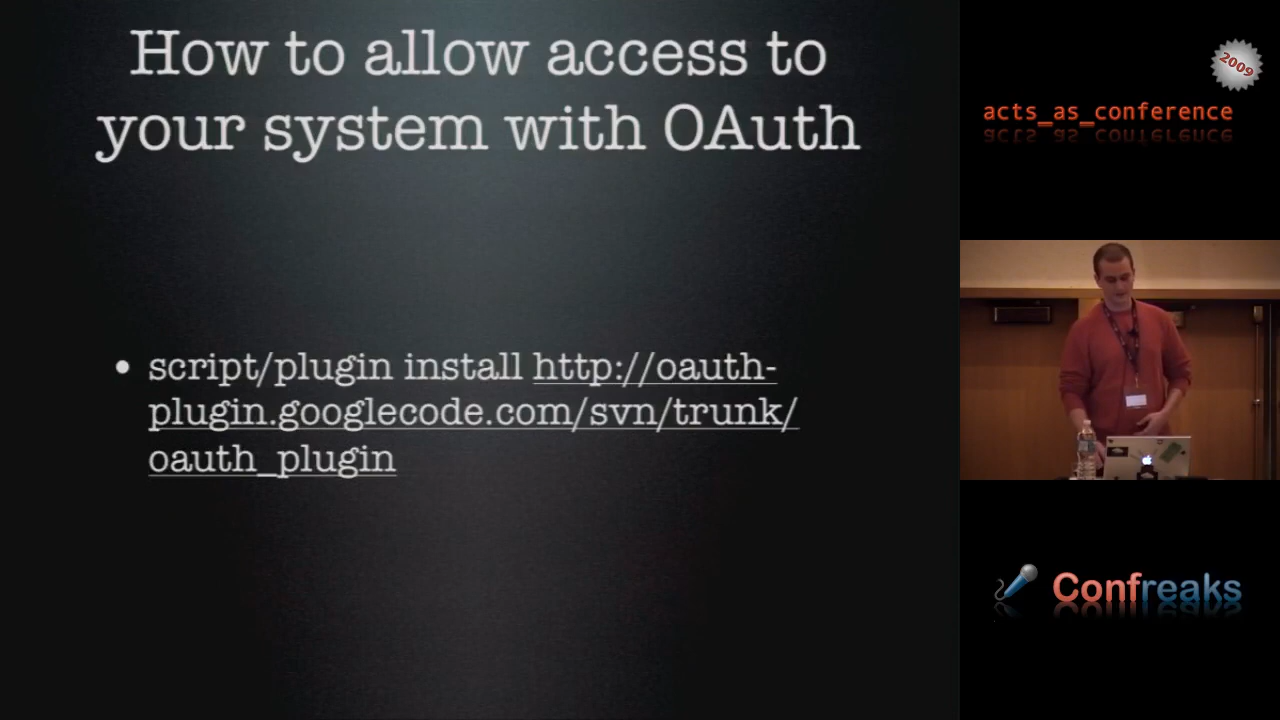 How to allow access to
your system with OAuth
• script/plugin install http://oauth-
plugin.googlecode.com/svn/trunk/
oauth_plugin
2009
acts_as_conference
Confreaks